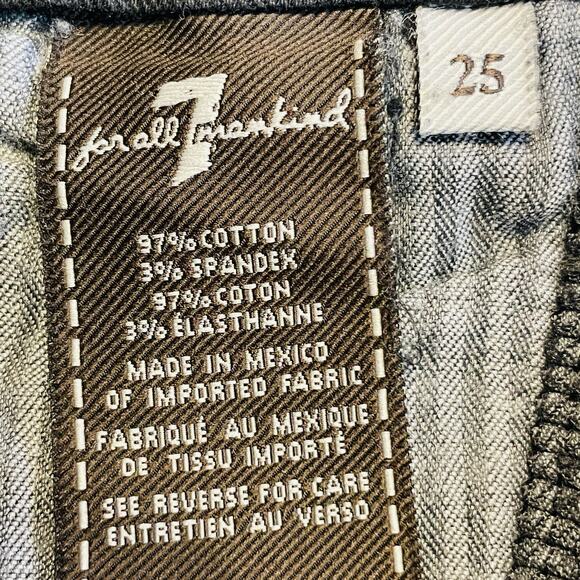 for all 7 mankind
25
97% COTTON
3% SPANDEX
97% COTON
3% ÉLASTHANNE
MADE IN MEXICO
OF IMPORTED FABRIC
FABRIQUÉ AU MEXIQUE
DE TISSU IMPORTÉ
SEE REVERSE FOR CARE
ENTRETIEN AU VERSO